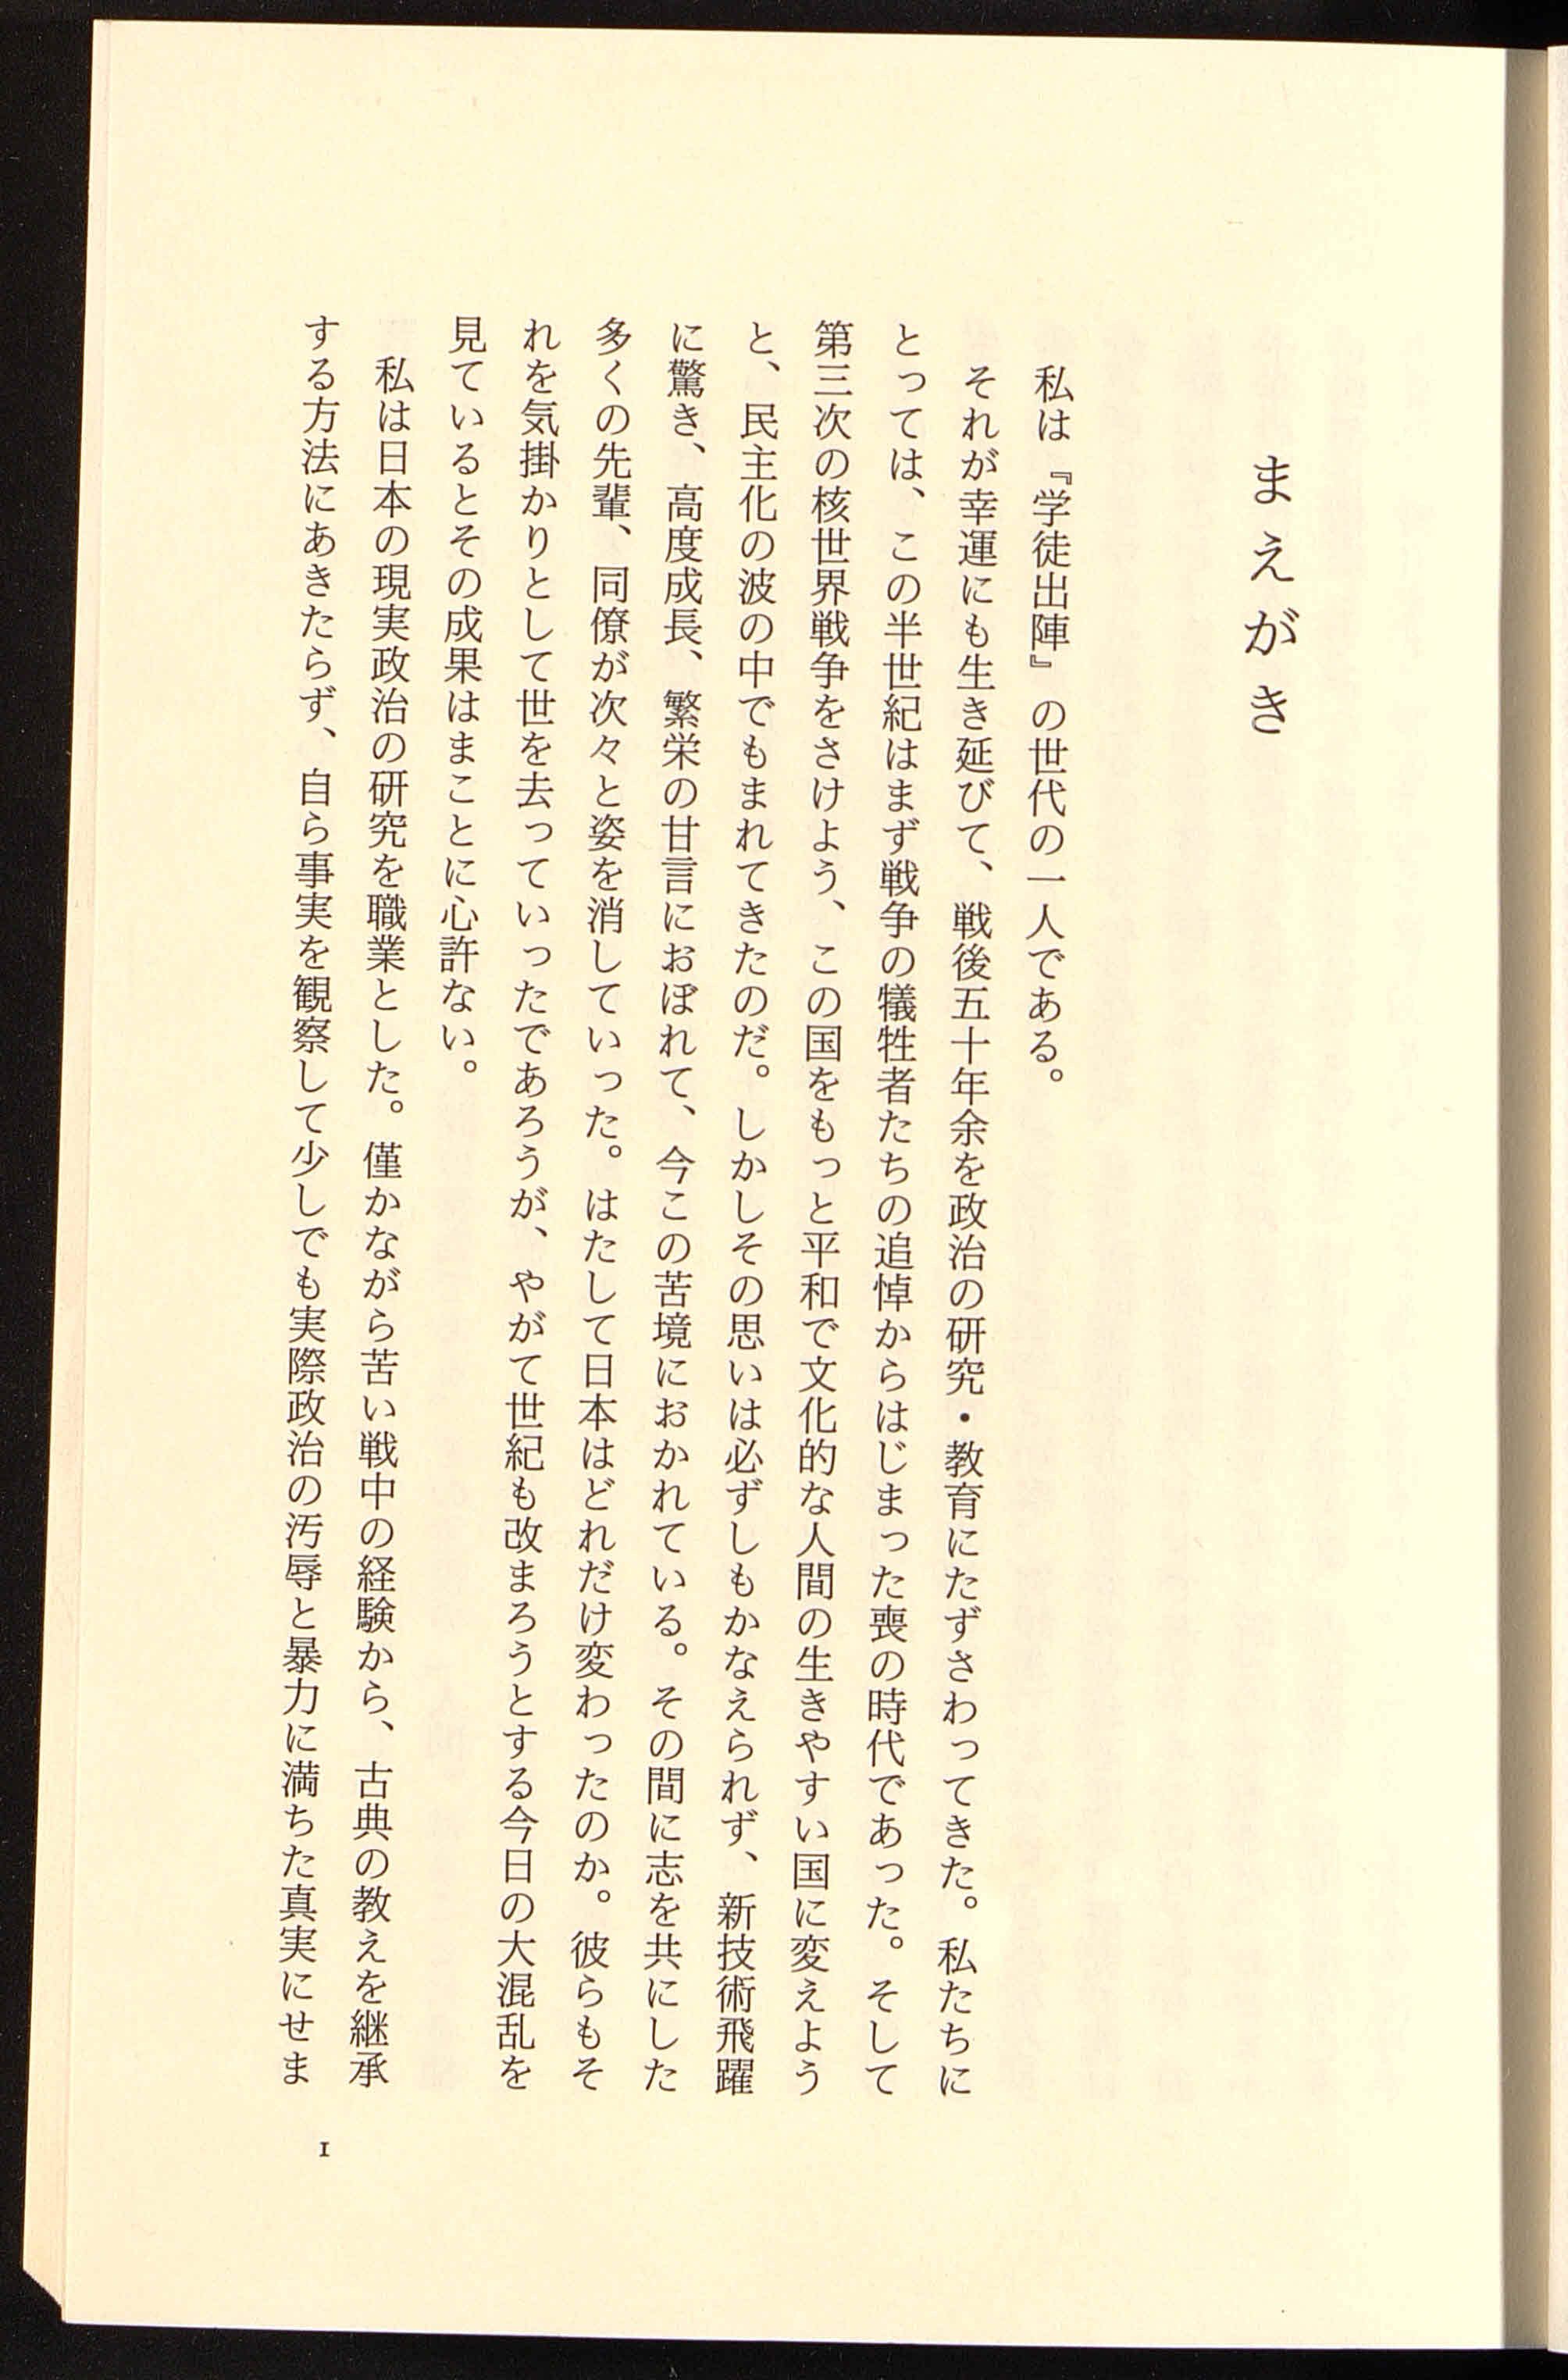 まえがき
私は『学徒出陣』の世代の一人である。
それが幸運にも生き延びて、戦後五十年余を政治の研究・教育にたずさわってきた。私たちに
とっては、この半世紀はまず戦争の犠牲者たちの追悼からはじまった喪の時代であった。そして
第三次の核世界戦争をさけよう、この国をもっと平和で文化的な人間の生きやすい国に変えよう
と、民主化の波の中でもまれてきたのだ。しかしその思いは必ずしもかなえられず、新技術飛躍
に驚き、高度成長、繁栄の甘言におぼれて、今この苦境におかれている。その間に志を共にした
多くの先輩、同僚が次々と姿を消していった。はたして日本はどれだけ変わったのか。彼らもそ
れを気掛かりとして世を去っていったであろうが、やがて世紀も改まろうとする今日の大混乱を
見ているとその成果はまことに心許ない。
私は日本の現実政治の研究を職業とした。僅かながら苦い戦中の経験から、古典の教えを継承
する方法にあきたらず、自ら事実を観察して少しでも実際政治の汚辱と暴力に満ちた真実にせま
1